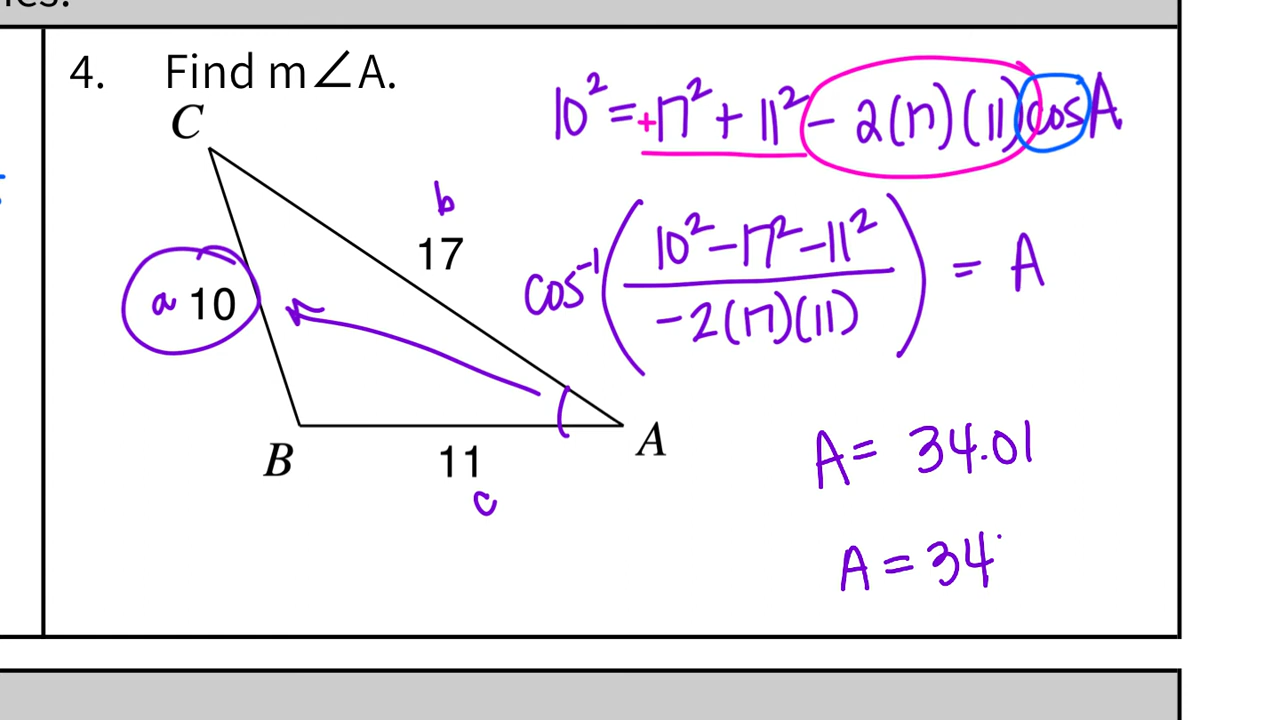 4. Find m∠A.
C
10² = +17² + 11² - 2(17)(11) cos A
b
17
cos⁻¹( (10² - 17² - 11²) / (-2(17)(11)) ) = A
a 10
B
11
A
c
A = 34.01
A = 34.